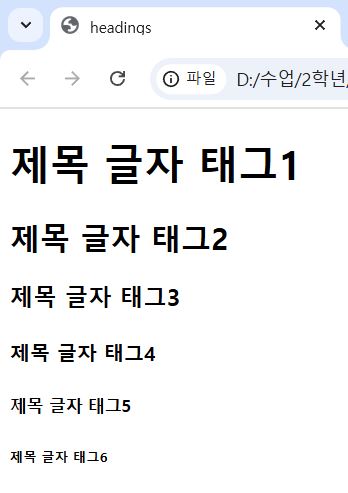 headings
파일 D:/수업/2학년/
제목 글자 태그1
제목 글자 태그2
제목 글자 태그3
제목 글자 태그4
제목 글자 태그5
제목 글자 태그6